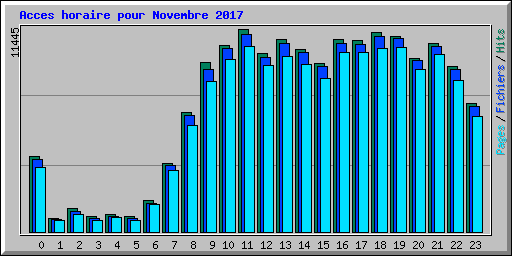 Acces horaire pour Novembre 2017
11445
Pages / Fichiers / Hits
0 1 2 3 4 5 6 7 8 9 10 11 12 13 14 15 16 17 18 19 20 21 22 23